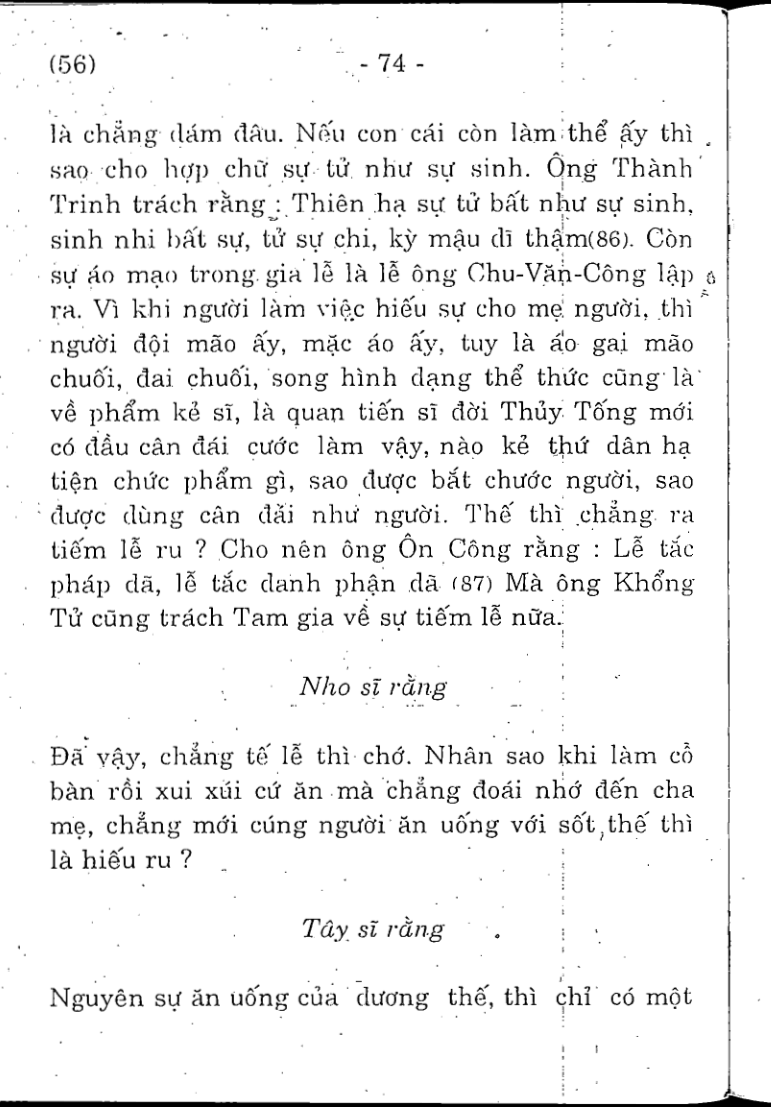 (56) - 74 -
là chẳng dám đâu. Nếu con cái còn làm thể ấy thì
sao cho hợp chữ sự tử như sự sinh. Ông Thành
Trinh trách rằng : Thiên hạ sự tử bất như sự sinh,
sinh nhi bất sự, tử sự chi, kỳ mậu dĩ thậm(86). Còn
sự áo mạo trong gia lễ là lễ ông Chu-Văn-Công lập
ra. Vì khi người làm việc hiếu sự cho mẹ người, thì
người đội mão ấy, mặc áo ấy, tuy là áo gai mão
chuối, đai chuối, song hình dạng thể thức cũng là
về phẩm kẻ sĩ, là quan tiến sĩ đời Thủy Tống mới
có đầu cân đái cước làm vậy, nào kẻ thứ dân hạ
tiện chức phẩm gì, sao được bắt chước người, sao
được dùng cân đãi như người. Thế thì chẳng ra
tiếm lễ ru ? Cho nên ông Ôn Công rằng : Lễ tắc
pháp dã, lễ tắc danh phận dã (87) Mà ông Khổng
Tử cũng trách Tam gia về sự tiếm lễ nữa.
Nho sĩ rằng
Đã vậy, chẳng tế lễ thì chớ. Nhân sao khi làm cỗ
bàn rồi xui xúi cứ ăn mà chẳng đoái nhớ đến cha
mẹ, chẳng mới cúng người ăn uống với sốt, thế thì
là hiếu ru ?
Tây sĩ rằng
Nguyên sự ăn uống của dương thế, thì chỉ có một